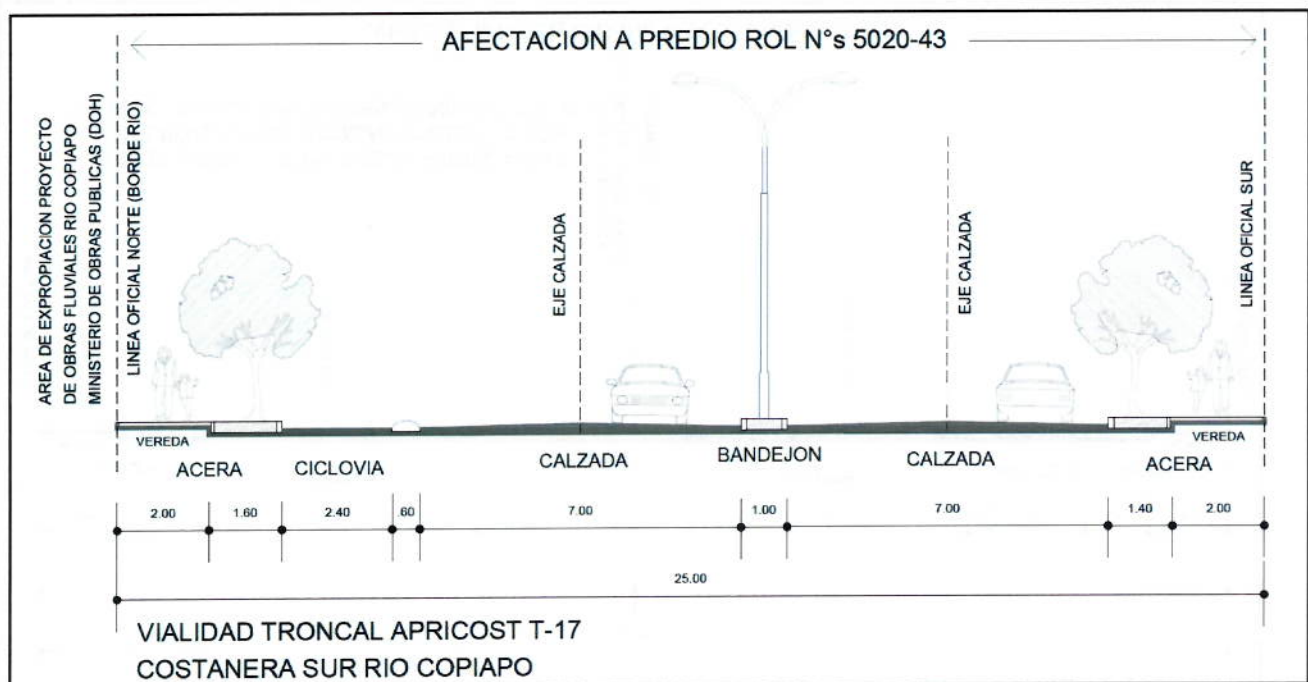 AFECTACION A PREDIO ROL N°s 5020-43
AREA DE EXPROPIACION PROYECTO
DE OBRAS FLUVIALES RIO COPIAPO
MINISTERIO DE OBRAS PUBLICAS (DOH)
LINEA OFICIAL NORTE (BORDE RIO)
EJE CALZADA
EJE CALZADA
LINEA OFICIAL SUR
VEREDA
ACERA
CICLOVIA
CALZADA
BANDEJON
CALZADA
ACERA
VEREDA
2.00 1.60 2.40 .60 7.00 1.00 7.00 1.40 2.00
25.00
VIALIDAD TRONCAL APRICOST T-17
COSTANERA SUR RIO COPIAPO